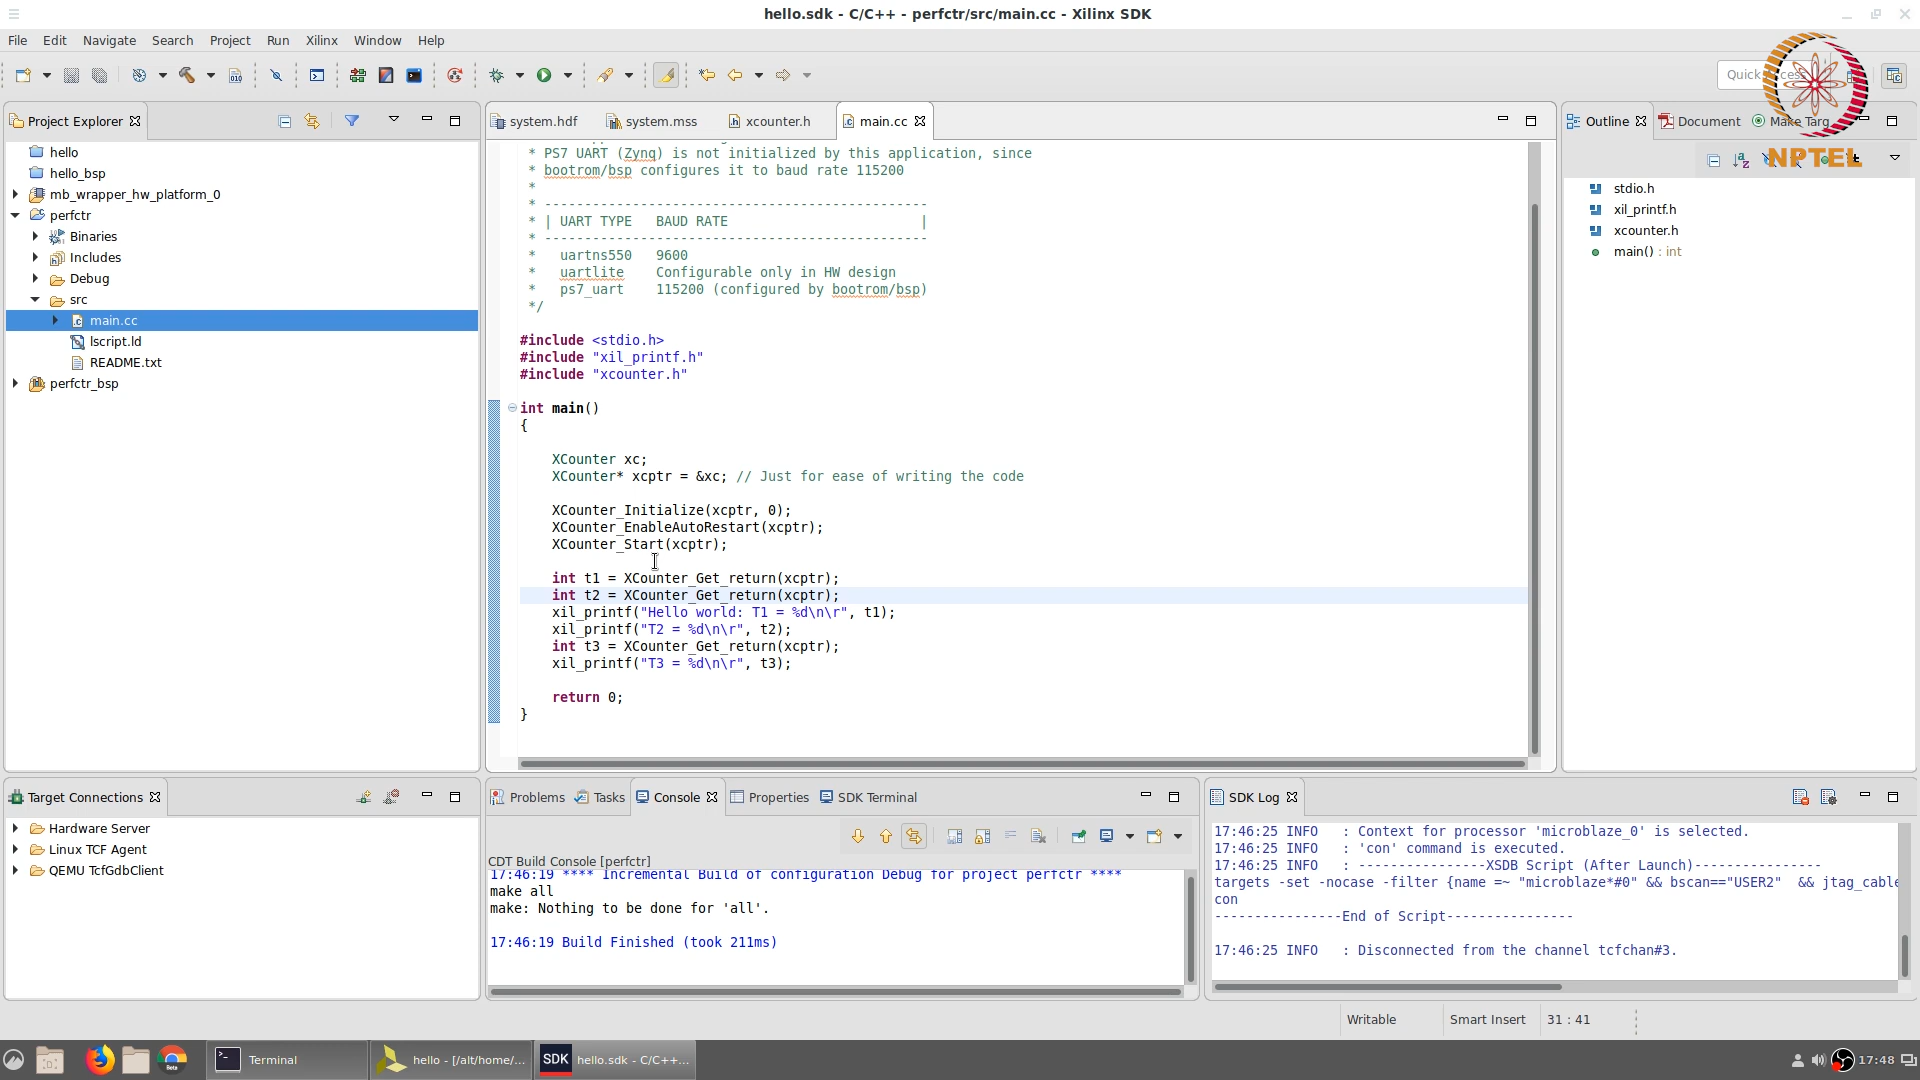 hello.sdk - C/C++ - perfctr/src/main.cc - Xilinx SDK
File Edit Navigate Search Project Run Xilinx Window Help
Quick Access
NPTEL
Project Explorer
hello
hello_bsp
mb_wrapper_hw_platform_0
perfctr
Binaries
Includes
Debug
src
main.cc
lscript.ld
README.txt
perfctr_bsp
system.hdf system.mss xcounter.h main.cc
* PS7 UART (Zynq) is not initialized by this application, since
* bootrom/bsp configures it to baud rate 115200
*
* ------------------------------------------------
* | UART TYPE   BAUD RATE                        |
* ------------------------------------------------
*   uartns550   9600
*   uartlite    Configurable only in HW design
*   ps7_uart    115200 (configured by bootrom/bsp)
*/
#include <stdio.h>
#include "xil_printf.h"
#include "xcounter.h"
int main()
{
XCounter xc;
XCounter* xcptr = &xc; // Just for ease of writing the code
XCounter_Initialize(xcptr, 0);
XCounter_EnableAutoRestart(xcptr);
XCounter_Start(xcptr);
int t1 = XCounter_Get_return(xcptr);
int t2 = XCounter_Get_return(xcptr);
xil_printf("Hello world: T1 = %d\n\r", t1);
xil_printf("T2 = %d\n\r", t2);
int t3 = XCounter_Get_return(xcptr);
xil_printf("T3 = %d\n\r", t3);
return 0;
}
Outline Document Make Targ
stdio.h
xil_printf.h
xcounter.h
main() : int
Target Connections
Hardware Server
Linux TCF Agent
QEMU TcfGdbClient
Problems Tasks Console Properties SDK Terminal
CDT Build Console [perfctr]
17:46:19 **** Incremental Build of configuration Debug for project perfctr ****
make all
make: Nothing to be done for 'all'.
17:46:19 Build Finished (took 211ms)
SDK Log
17:46:25 INFO   : Context for processor 'microblaze_0' is selected.
17:46:25 INFO   : 'con' command is executed.
17:46:25 INFO   : ----------------XSDB Script (After Launch)----------------
targets -set -nocase -filter {name =~ "microblaze*#0" && bscan=="USER2"  && jtag_cable
con
----------------End of Script----------------
17:46:25 INFO   : Disconnected from the channel tcfchan#3.
Writable Smart Insert 31 : 41
Terminal hello - [/alt/home/... SDK hello.sdk - C/C++... 17:48